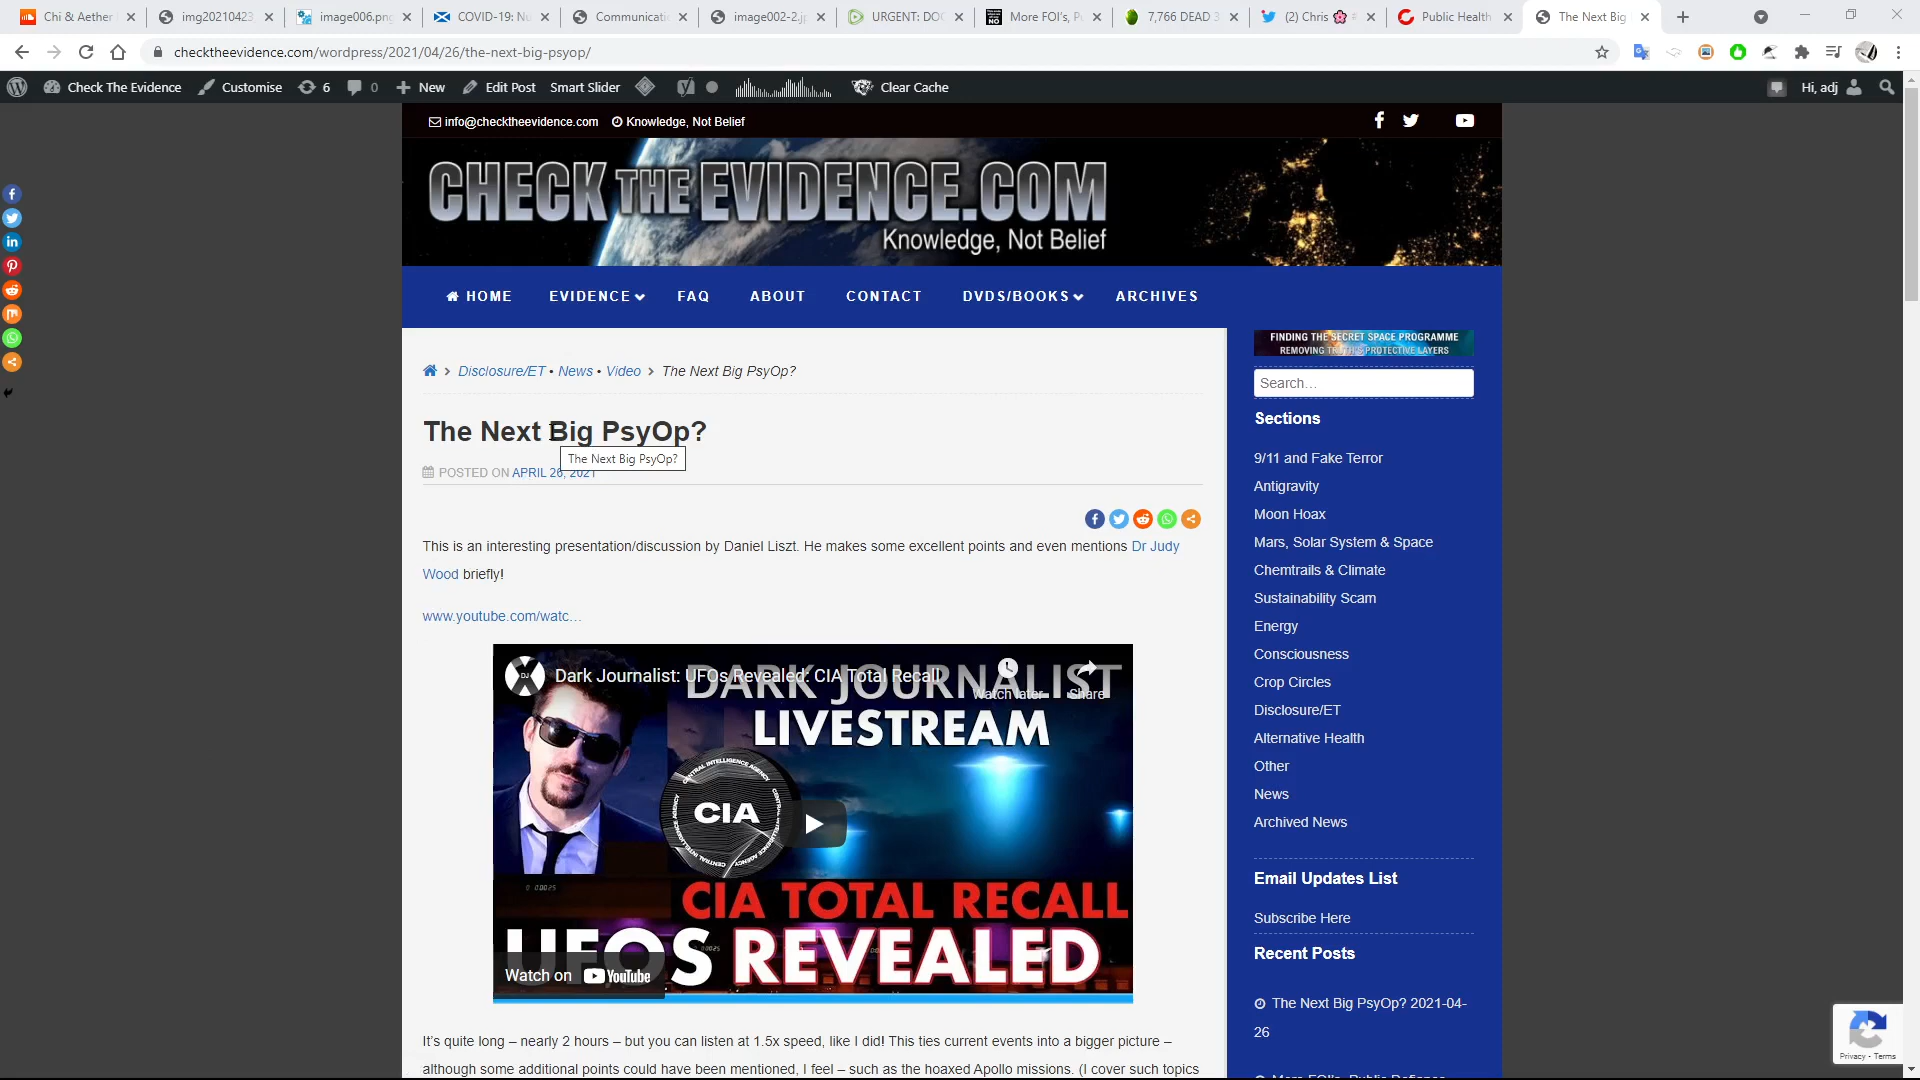 Chi & Aether
img20210423
image006.png
COVID-19: Nu
Communicati
image002-2.j
URGENT: DO
More FOI's, P
7,766 DEAD 3
(2) Chris
Public Health
The Next Big
checktheevidence.com/wordpress/2021/04/26/the-next-big-psyop/
Check The Evidence Customise 6 0 New Edit Post Smart Slider Clear Cache Hi, adj
info@checktheevidence.com Knowledge, Not Belief
CHECK THE EVIDENCE.COM
Knowledge, Not Belief
HOME EVIDENCE FAQ ABOUT CONTACT DVDS/BOOKS ARCHIVES
Disclosure/ET • News • Video The Next Big PsyOp?
The Next Big PsyOp?
The Next Big PsyOp?
POSTED ON APRIL 26, 2021
This is an interesting presentation/discussion by Daniel Liszt. He makes some excellent points and even mentions Dr Judy
Wood briefly!
www.youtube.com/watc…
DJ
Dark Journalist: UFOs Revealed: CIA Total Recall
Watch later Share
DARK JOURNALIST
LIVESTREAM
CENTRAL INTELLIGENCE AGENCY
CIA
CIA TOTAL RECALL
UFOS REVEALED
Watch on YouTube
It's quite long – nearly 2 hours – but you can listen at 1.5x speed, like I did! This ties current events into a bigger picture –
although some additional points could have been mentioned, I feel – such as the hoaxed Apollo missions. (I cover such topics
FINDING THE SECRET SPACE PROGRAMME
REMOVING TRUTH'S PROTECTIVE LAYERS
Search…
Sections
9/11 and Fake Terror
Antigravity
Moon Hoax
Mars, Solar System & Space
Chemtrails & Climate
Sustainability Scam
Energy
Consciousness
Crop Circles
Disclosure/ET
Alternative Health
Other
News
Archived News
Email Updates List
Subscribe Here
Recent Posts
The Next Big PsyOp? 2021-04-
26
More FOI's, Public Defiance
Privacy - Terms